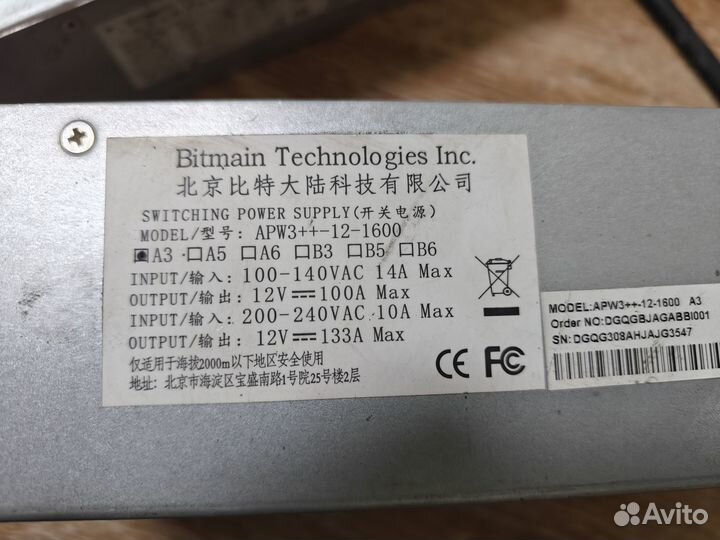 Bitmain Technologies Inc.
北京比特大陆科技有限公司
SWITCHING POWER SUPPLY(开关电源)
MODEL/型号: APW3++-12-1600
▣A3 □A5 □A6 □B3 □B5 □B6
INPUT/输入: 100-140VAC 14A Max
OUTPUT/输出: 12V⎓100A Max
INPUT/输入: 200-240VAC 10A Max
OUTPUT/输出: 12V⎓133A Max
仅适用于海拔2000m以下地区安全使用
地址: 北京市海淀区宝盛南路1号院25号楼2层
CE FC
MODEL:APW3++-12-1600 A3
Order NO:DGQGBJAGABBI001
SN:DGQG308AHJAJG3547
Avito